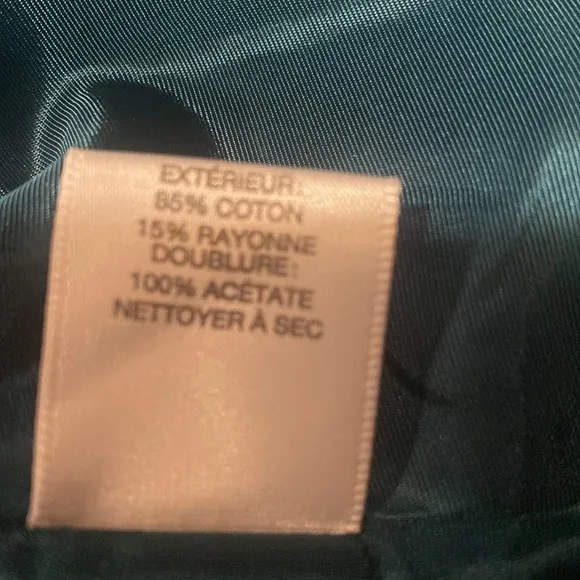 EXTÉRIEUR:
85% COTON
15% RAYONNE
DOUBLURE:
100% ACÉTATE
NETTOYER À SEC